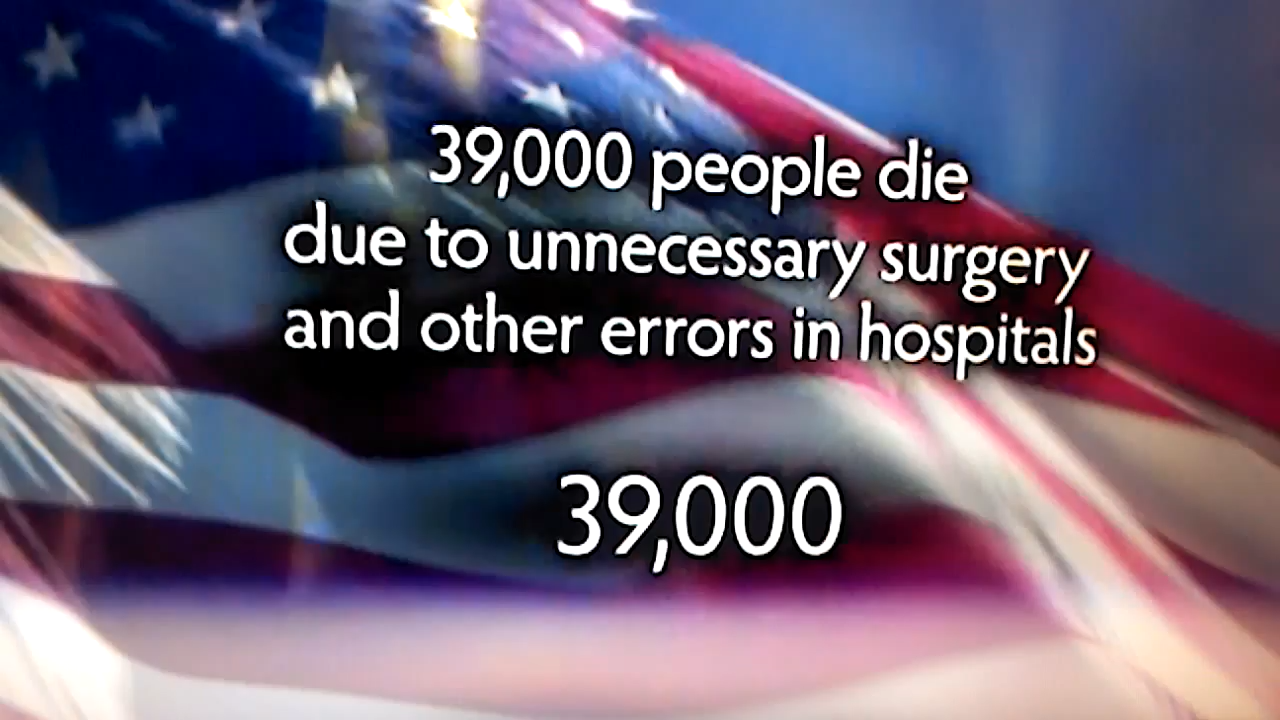 39,000 people die
due to unnecessary surgery
and other errors in hospitals
39,000